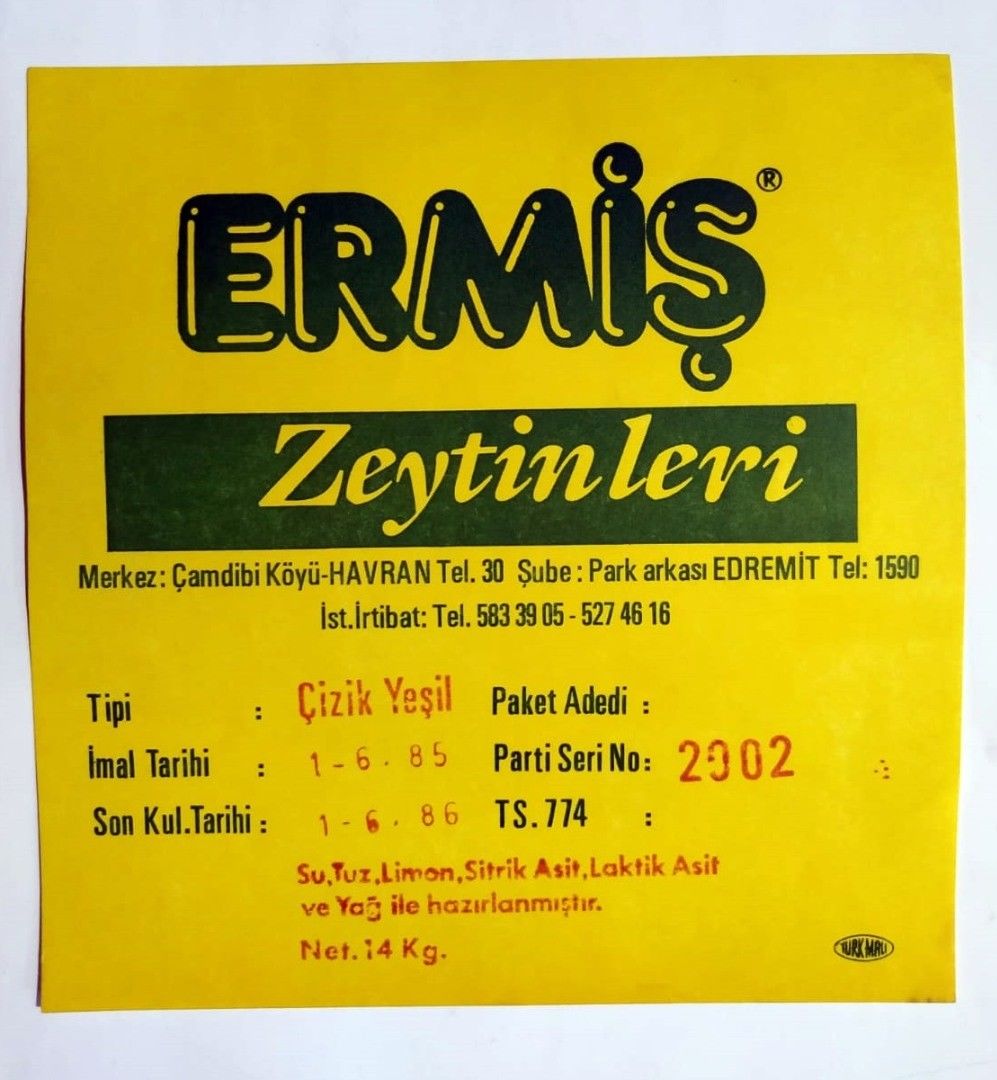 ERMİŞ®
Zeytinleri
Merkez: Çamdibi Köyü-HAVRAN Tel. 30 Şube: Park arkası EDREMİT Tel: 1590
İst.İrtibat: Tel. 583 39 05 - 527 46 16
Tipi : Çizik Yeşil Paket Adedi :
İmal Tarihi : 1-6.85 Parti Seri No: 2002
Son Kul.Tarihi : 1-6.86 TS.774 :
Su,Tuz,Limon,Sitrik Asit,Laktik Asit
ve Yağ ile hazırlanmıştır.
Net.14 Kg.
TÜRK MALI